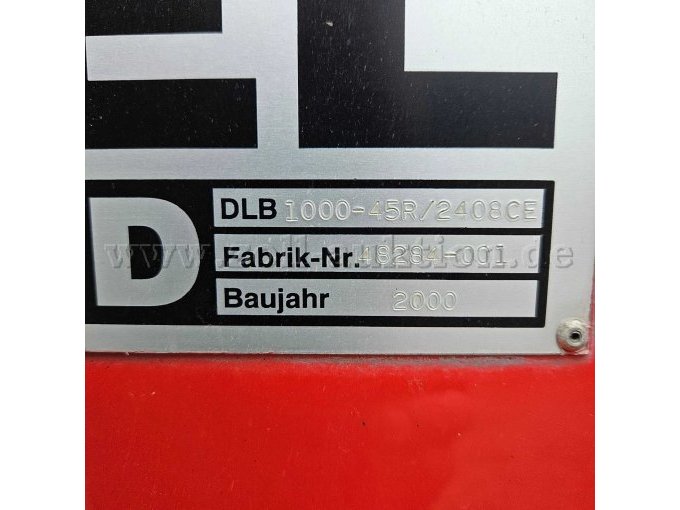 D
DLB 1000-45R/2408CE
Fabrik-Nr. 48284-001
Baujahr 2000